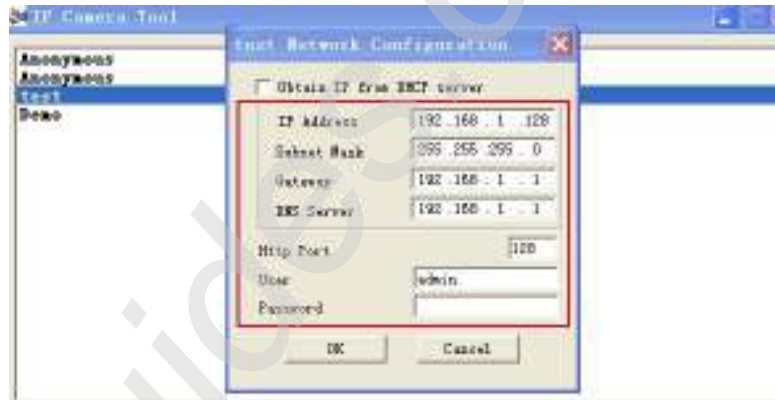 IP Camera Tool
test Network Configuration
Anonymous
Anonymous
test
Demo
Obtain IP from DHCP server
IP Address 192 .168 . 1 .128
Subnet Mask 255 .255 .255 . 0
Gateway 192 .168 . 1 . 1
DNS Server 192 .168 . 1 . 1
Http Port 128
User admin
Password
OK Cancel